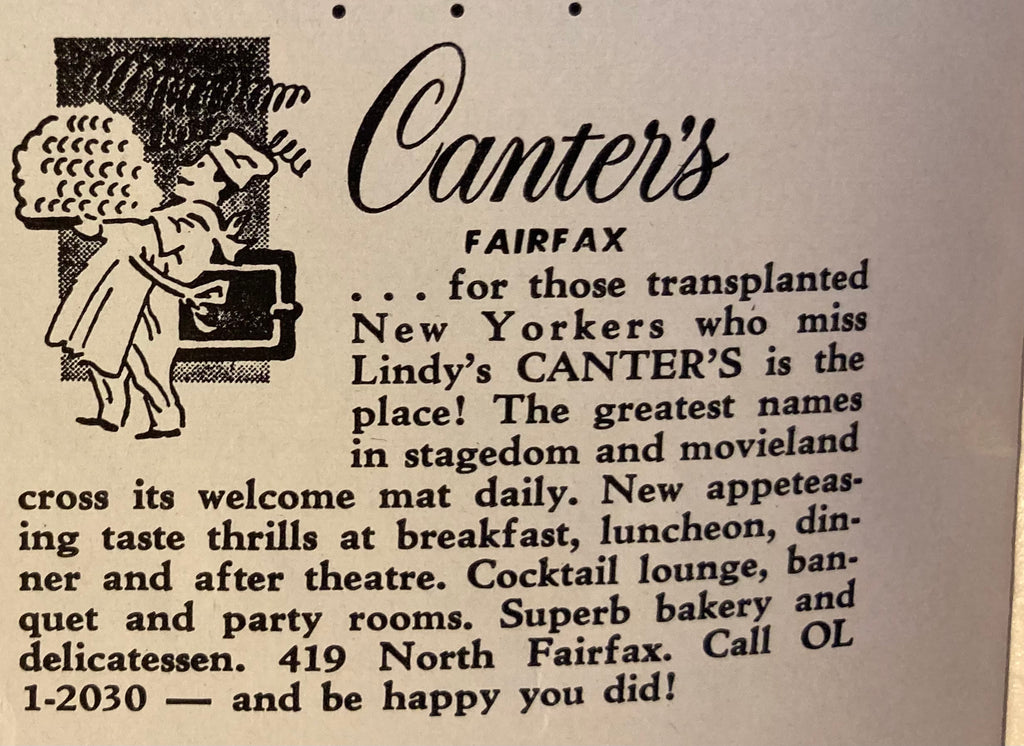 Canter's
FAIRFAX
. . . for those transplanted
New Yorkers who miss
Lindy's CANTER'S is the
place! The greatest names
in stagedom and movieland
cross its welcome mat daily. New appeteas-
ing taste thrills at breakfast, luncheon, din-
ner and after theatre. Cocktail lounge, ban-
quet and party rooms. Superb bakery and
delicatessen. 419 North Fairfax. Call OL
1-2030 — and be happy you did!